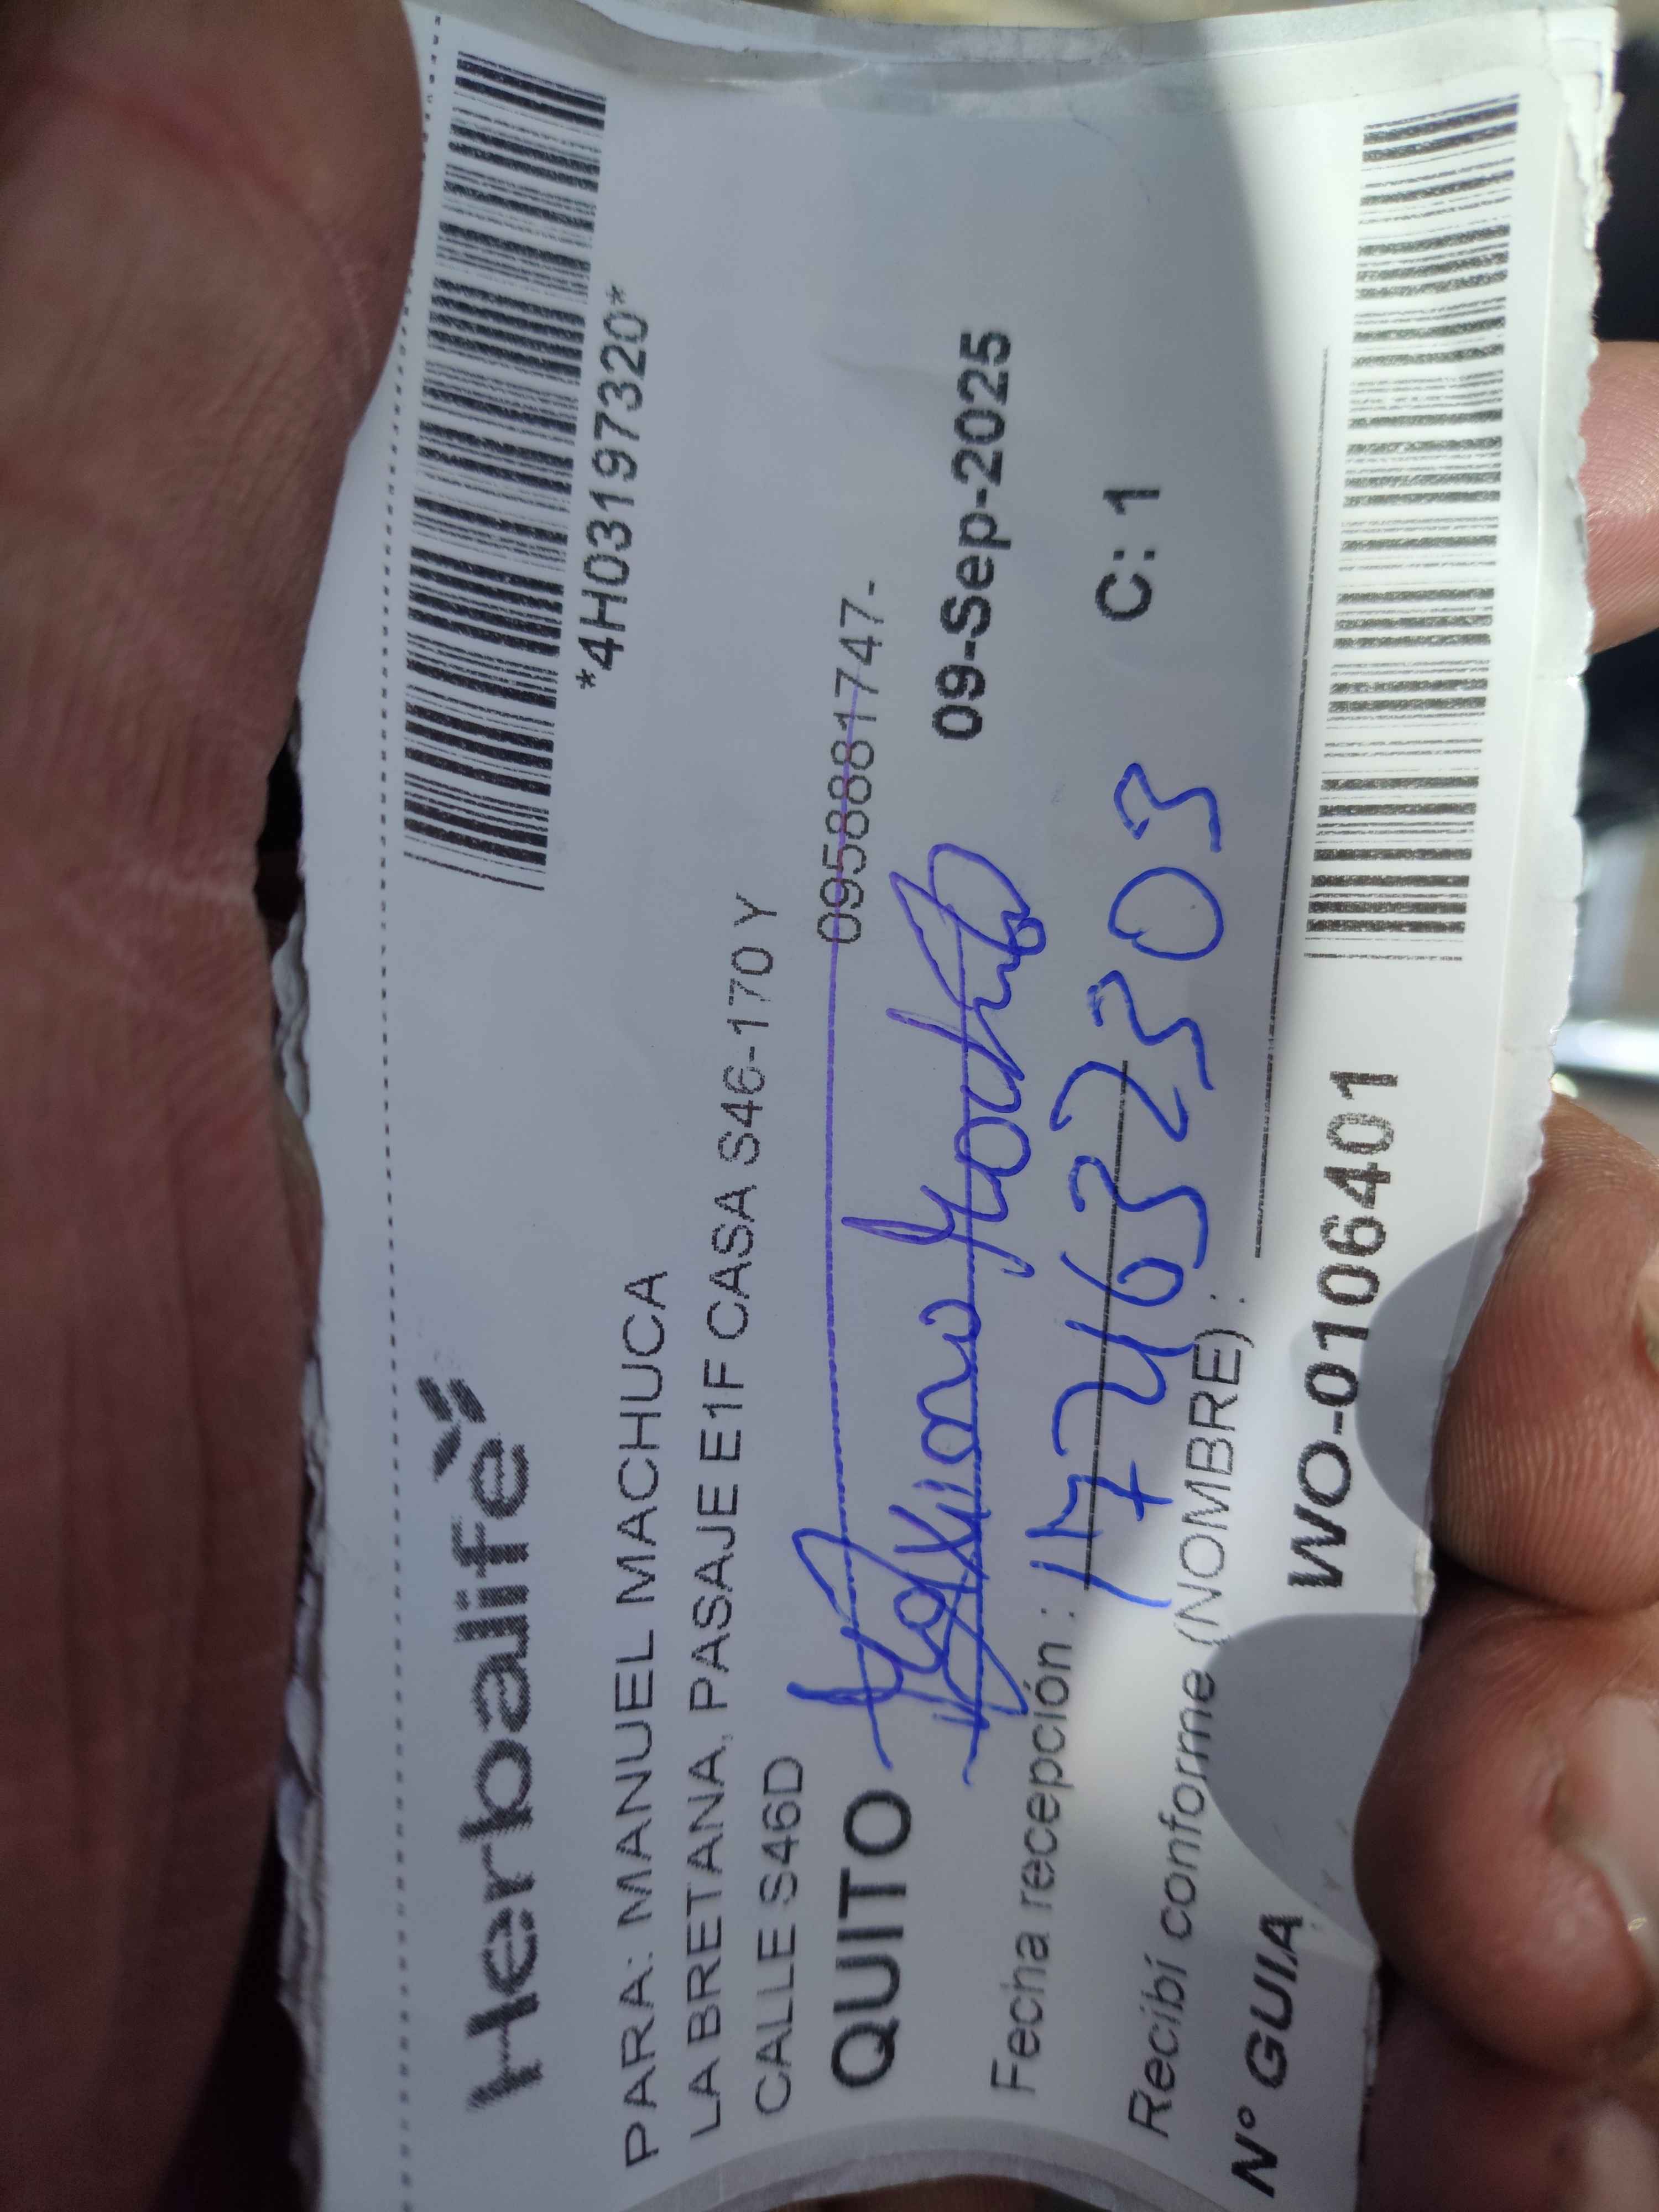 Herbalife
*4H03197320*
PARA: MANUEL MACHUCA
LA BRETANA, PASAJE E1F CASA S46-170 Y
CALLE S46D
0958881747-
QUITO
09-Sep-2025
Fecha recepción :
1724632303
C: 1
Recibí conforme (NOMBRE) :
N° GUIA
WO-0106401